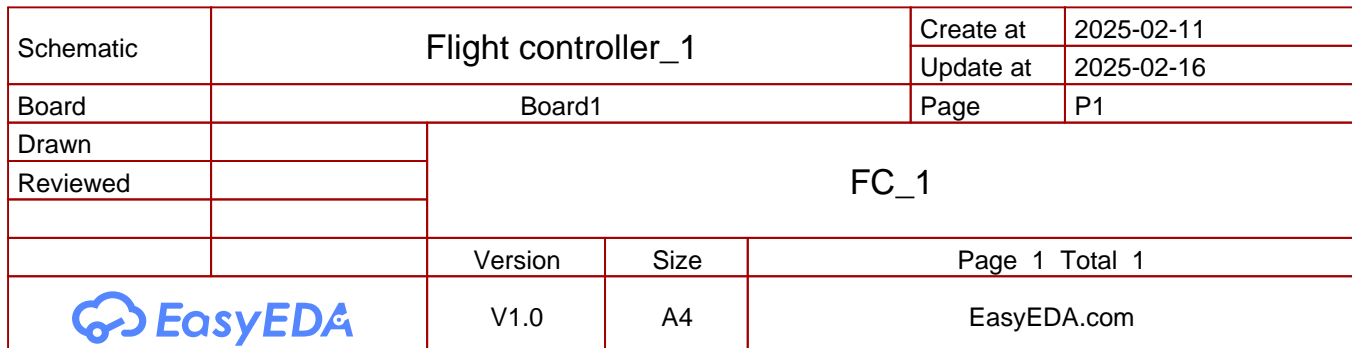 Schematic Flight controller_1 Create at 2025-02-11
Update at 2025-02-16
Board Board1 Page P1
Drawn
Reviewed
FC_1
Version Size Page 1 Total 1
EasyEDA V1.0 A4 EasyEDA.com